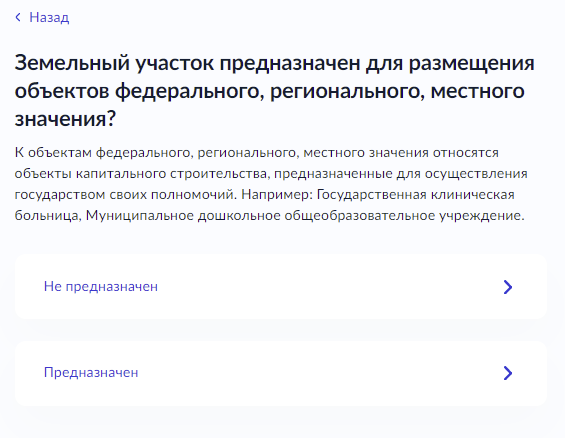 Назад
Земельный участок предназначен для размещения
объектов федерального, регионального, местного
значения?
К объектам федерального, регионального, местного значения относятся
объекты капитального строительства, предназначенные для осуществления
государством своих полномочий. Например: Государственная клиническая
больница, Муниципальное дошкольное общеобразовательное учреждение.
Не предназначен
Предназначен